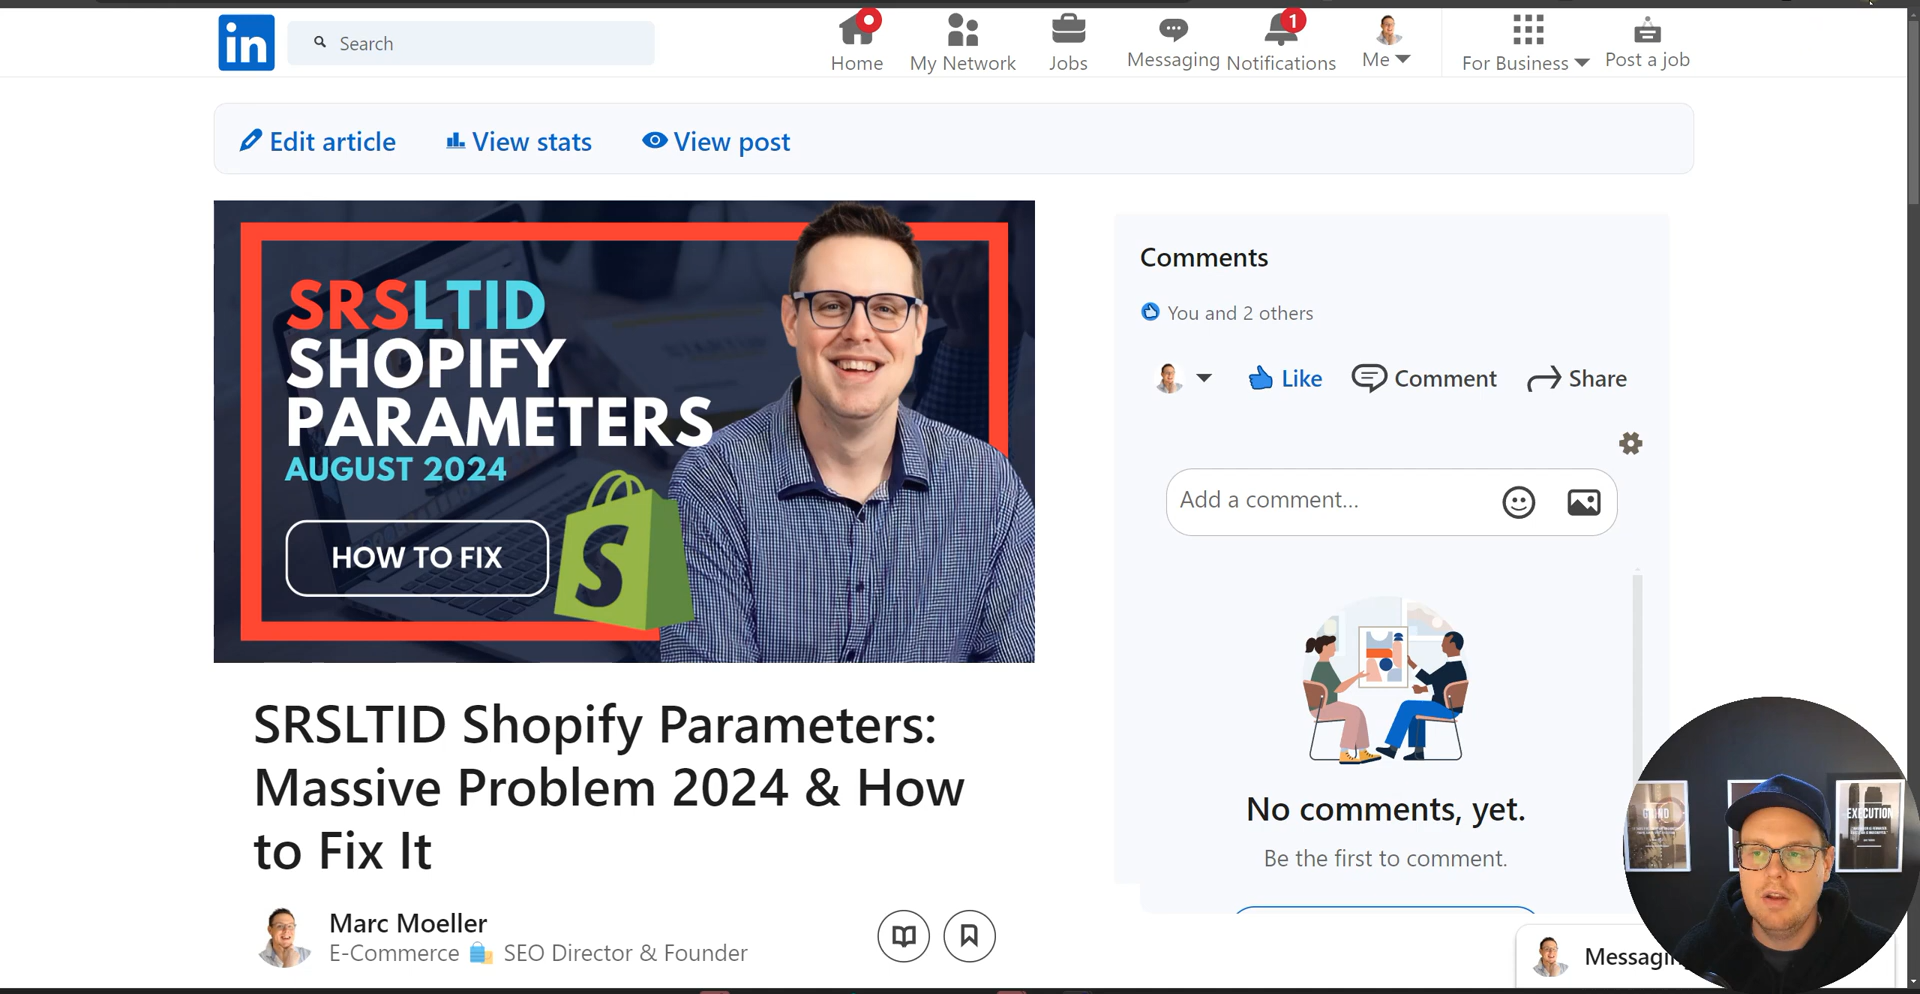 in
Search
Home
My Network
Jobs
Messaging
1
Notifications
Me
For Business
Post a job
Edit article
View stats
View post
SRSLTID
SHOPIFY
PARAMETERS
AUGUST 2024
HOW TO FIX
S
Comments
You and 2 others
Like
Comment
Share
Add a comment...
No comments, yet.
Be the first to comment.
SRSLTID Shopify Parameters:
Massive Problem 2024 & How
to Fix It
Marc Moeller
E-Commerce
SEO Director & Founder
EXECUTION